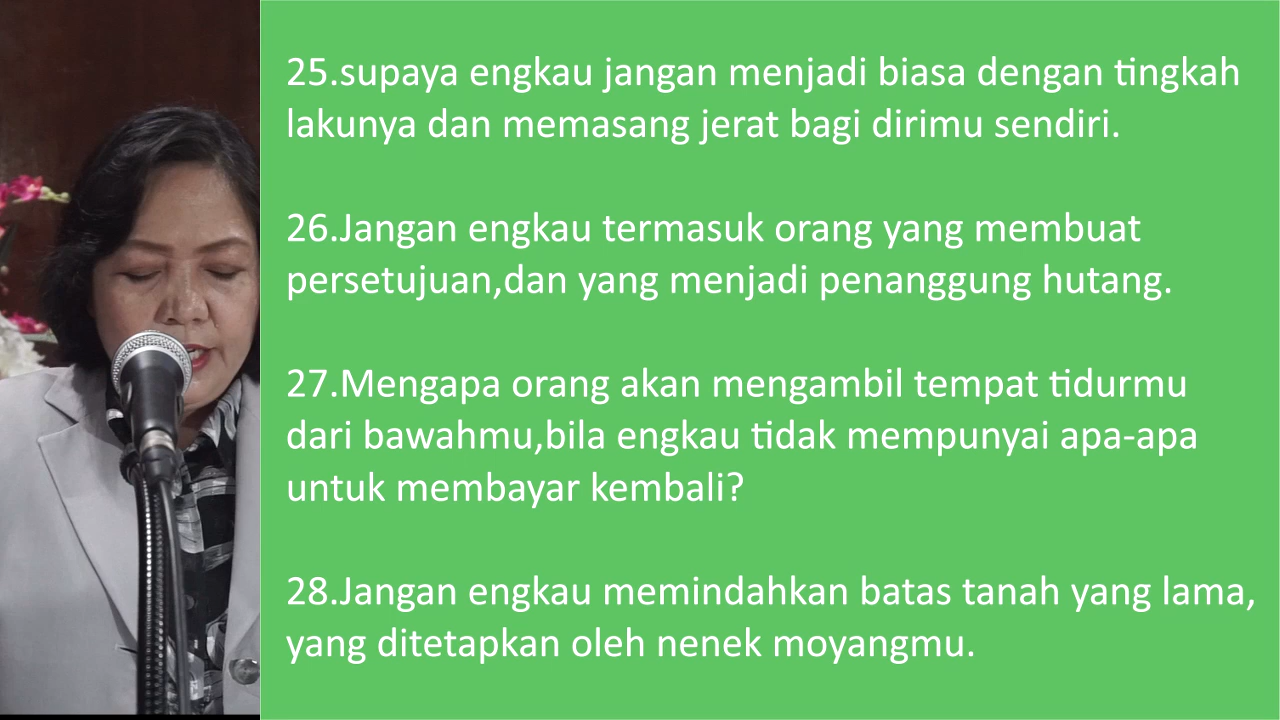 25.supaya engkau jangan menjadi biasa dengan tingkah
lakunya dan memasang jerat bagi dirimu sendiri.
26.Jangan engkau termasuk orang yang membuat
persetujuan,dan yang menjadi penanggung hutang.
27.Mengapa orang akan mengambil tempat tidurmu
dari bawahmu,bila engkau tidak mempunyai apa-apa
untuk membayar kembali?
28.Jangan engkau memindahkan batas tanah yang lama,
yang ditetapkan oleh nenek moyangmu.